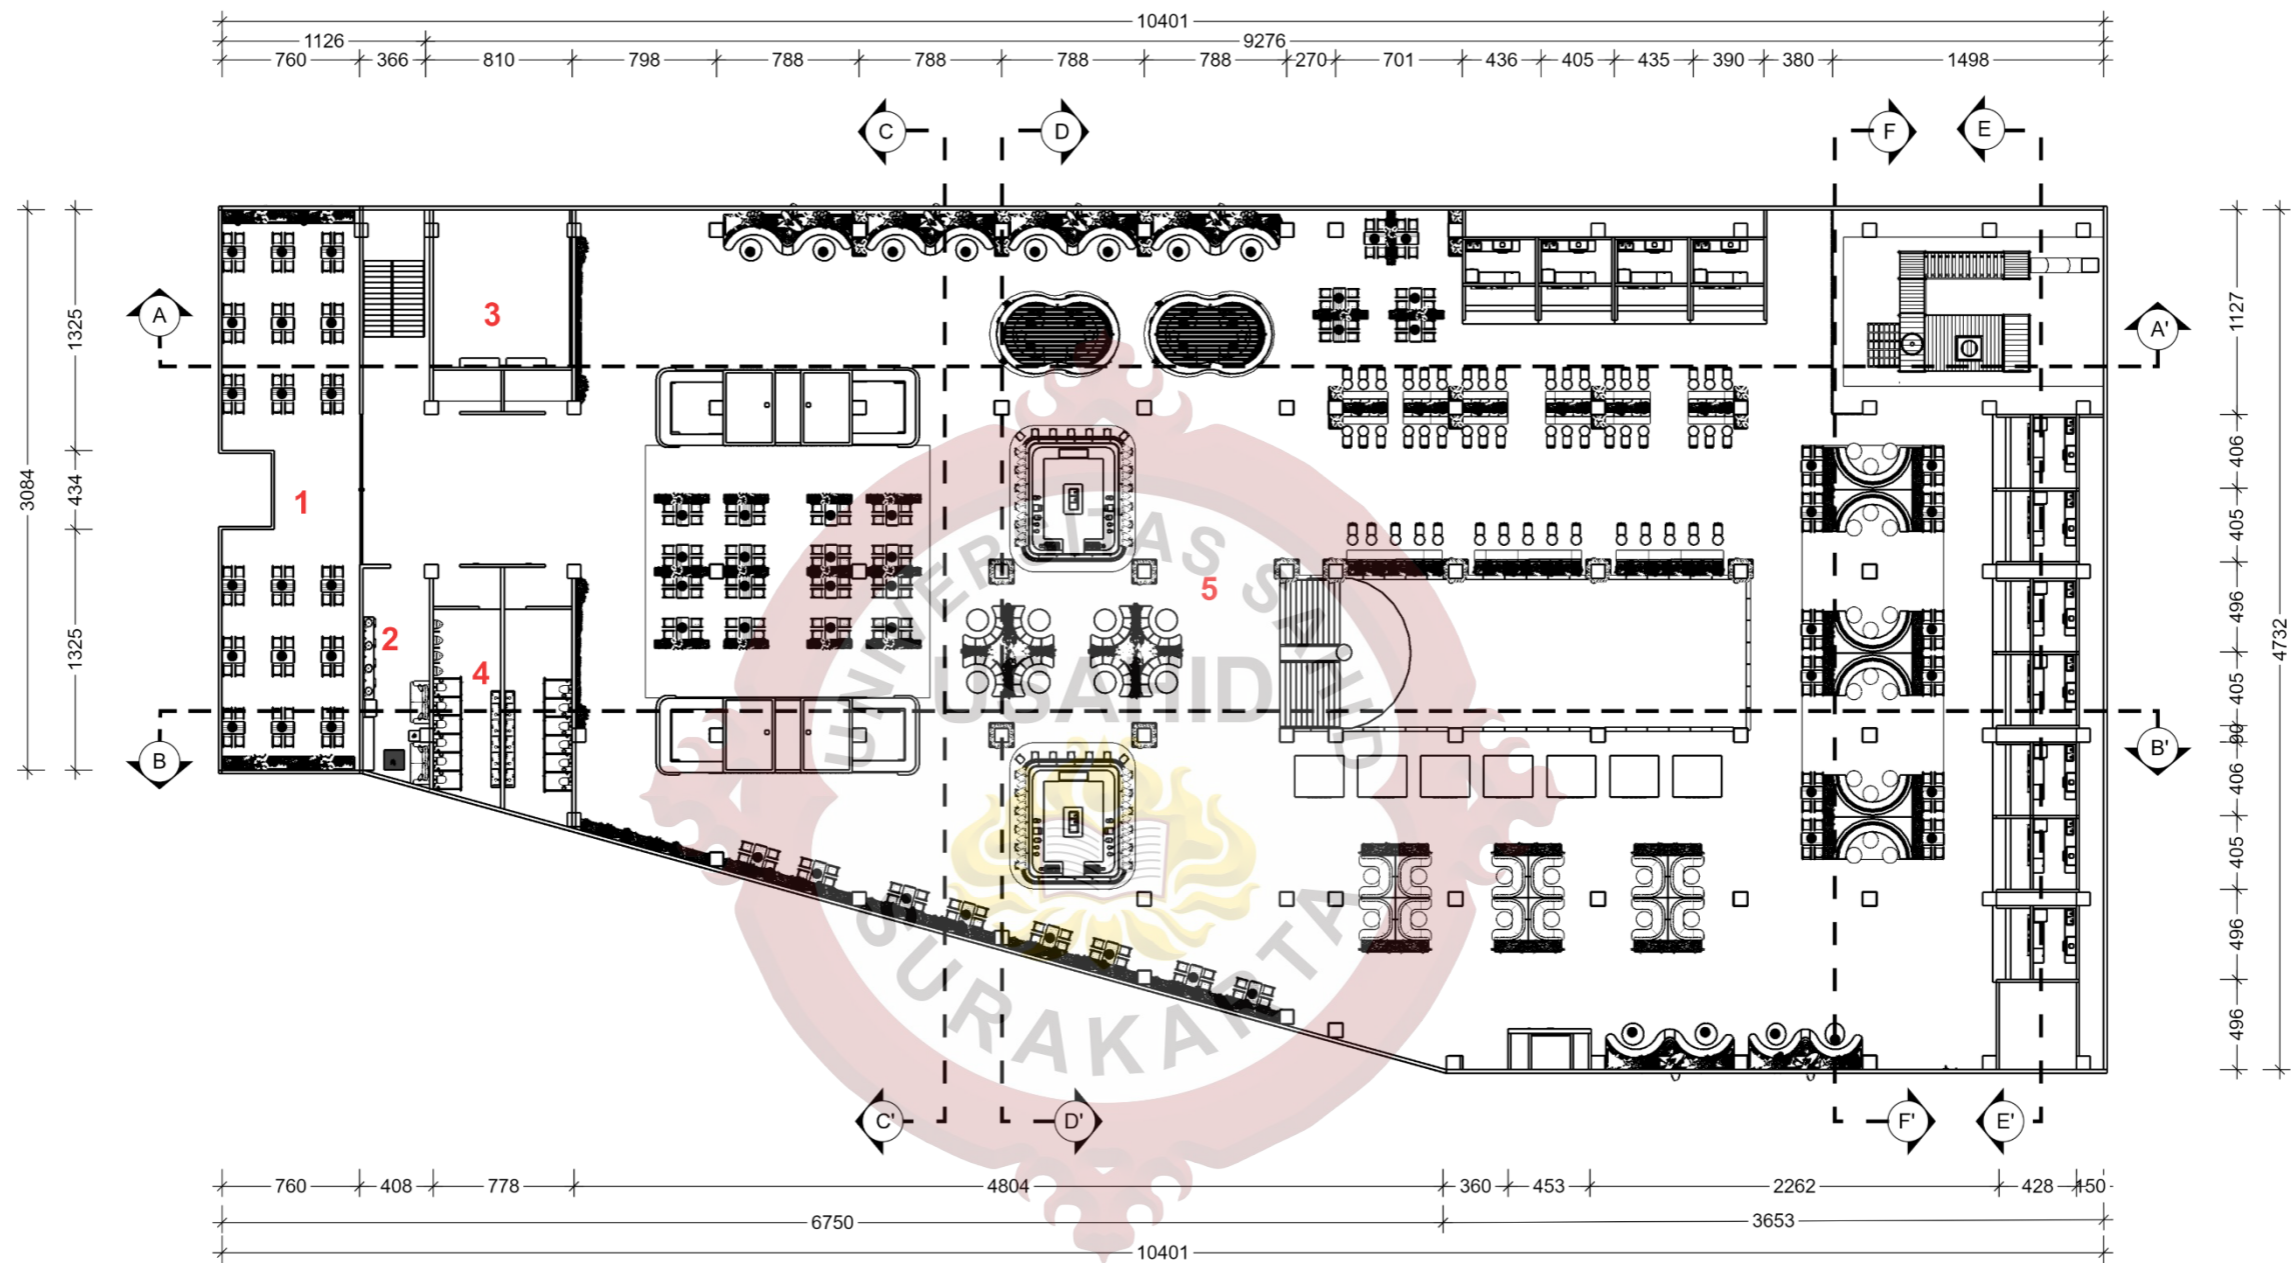 10401
1126 9276
760 366 810 798 788 788 788 788 270 701 436 405 435 390 380 1498
C D F E
A A'
3
1325 1127
3084 434 1325
1
2
4
5
406 405 496 405 90 406 405 496 496
4732
UNIVERSITAS SAHID
USAHID
SURAKARTA
B B'
C' D' F' E'
760 408 778 4804 360 453 2262 428 150
6750 3653
10401